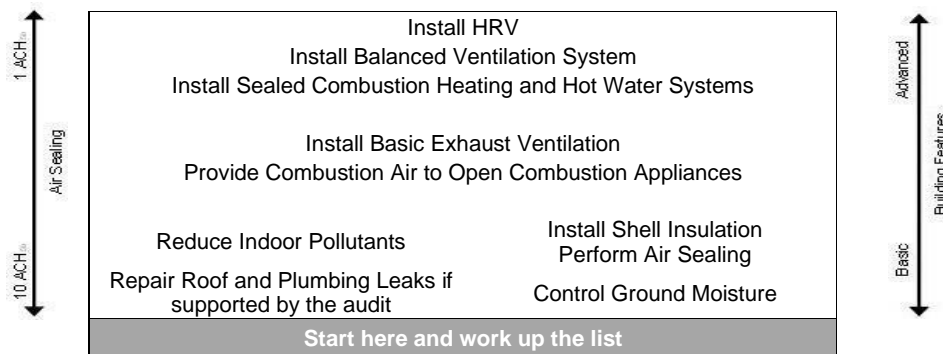 1 ACH50
Air Sealing
10 ACH50
Install HRV
Install Balanced Ventilation System
Install Sealed Combustion Heating and Hot Water Systems
Install Basic Exhaust Ventilation
Provide Combustion Air to Open Combustion Appliances
Reduce Indoor Pollutants
Install Shell Insulation
Perform Air Sealing
Repair Roof and Plumbing Leaks if
supported by the audit
Control Ground Moisture
Start here and work up the list
Advanced
Building Features
Basic